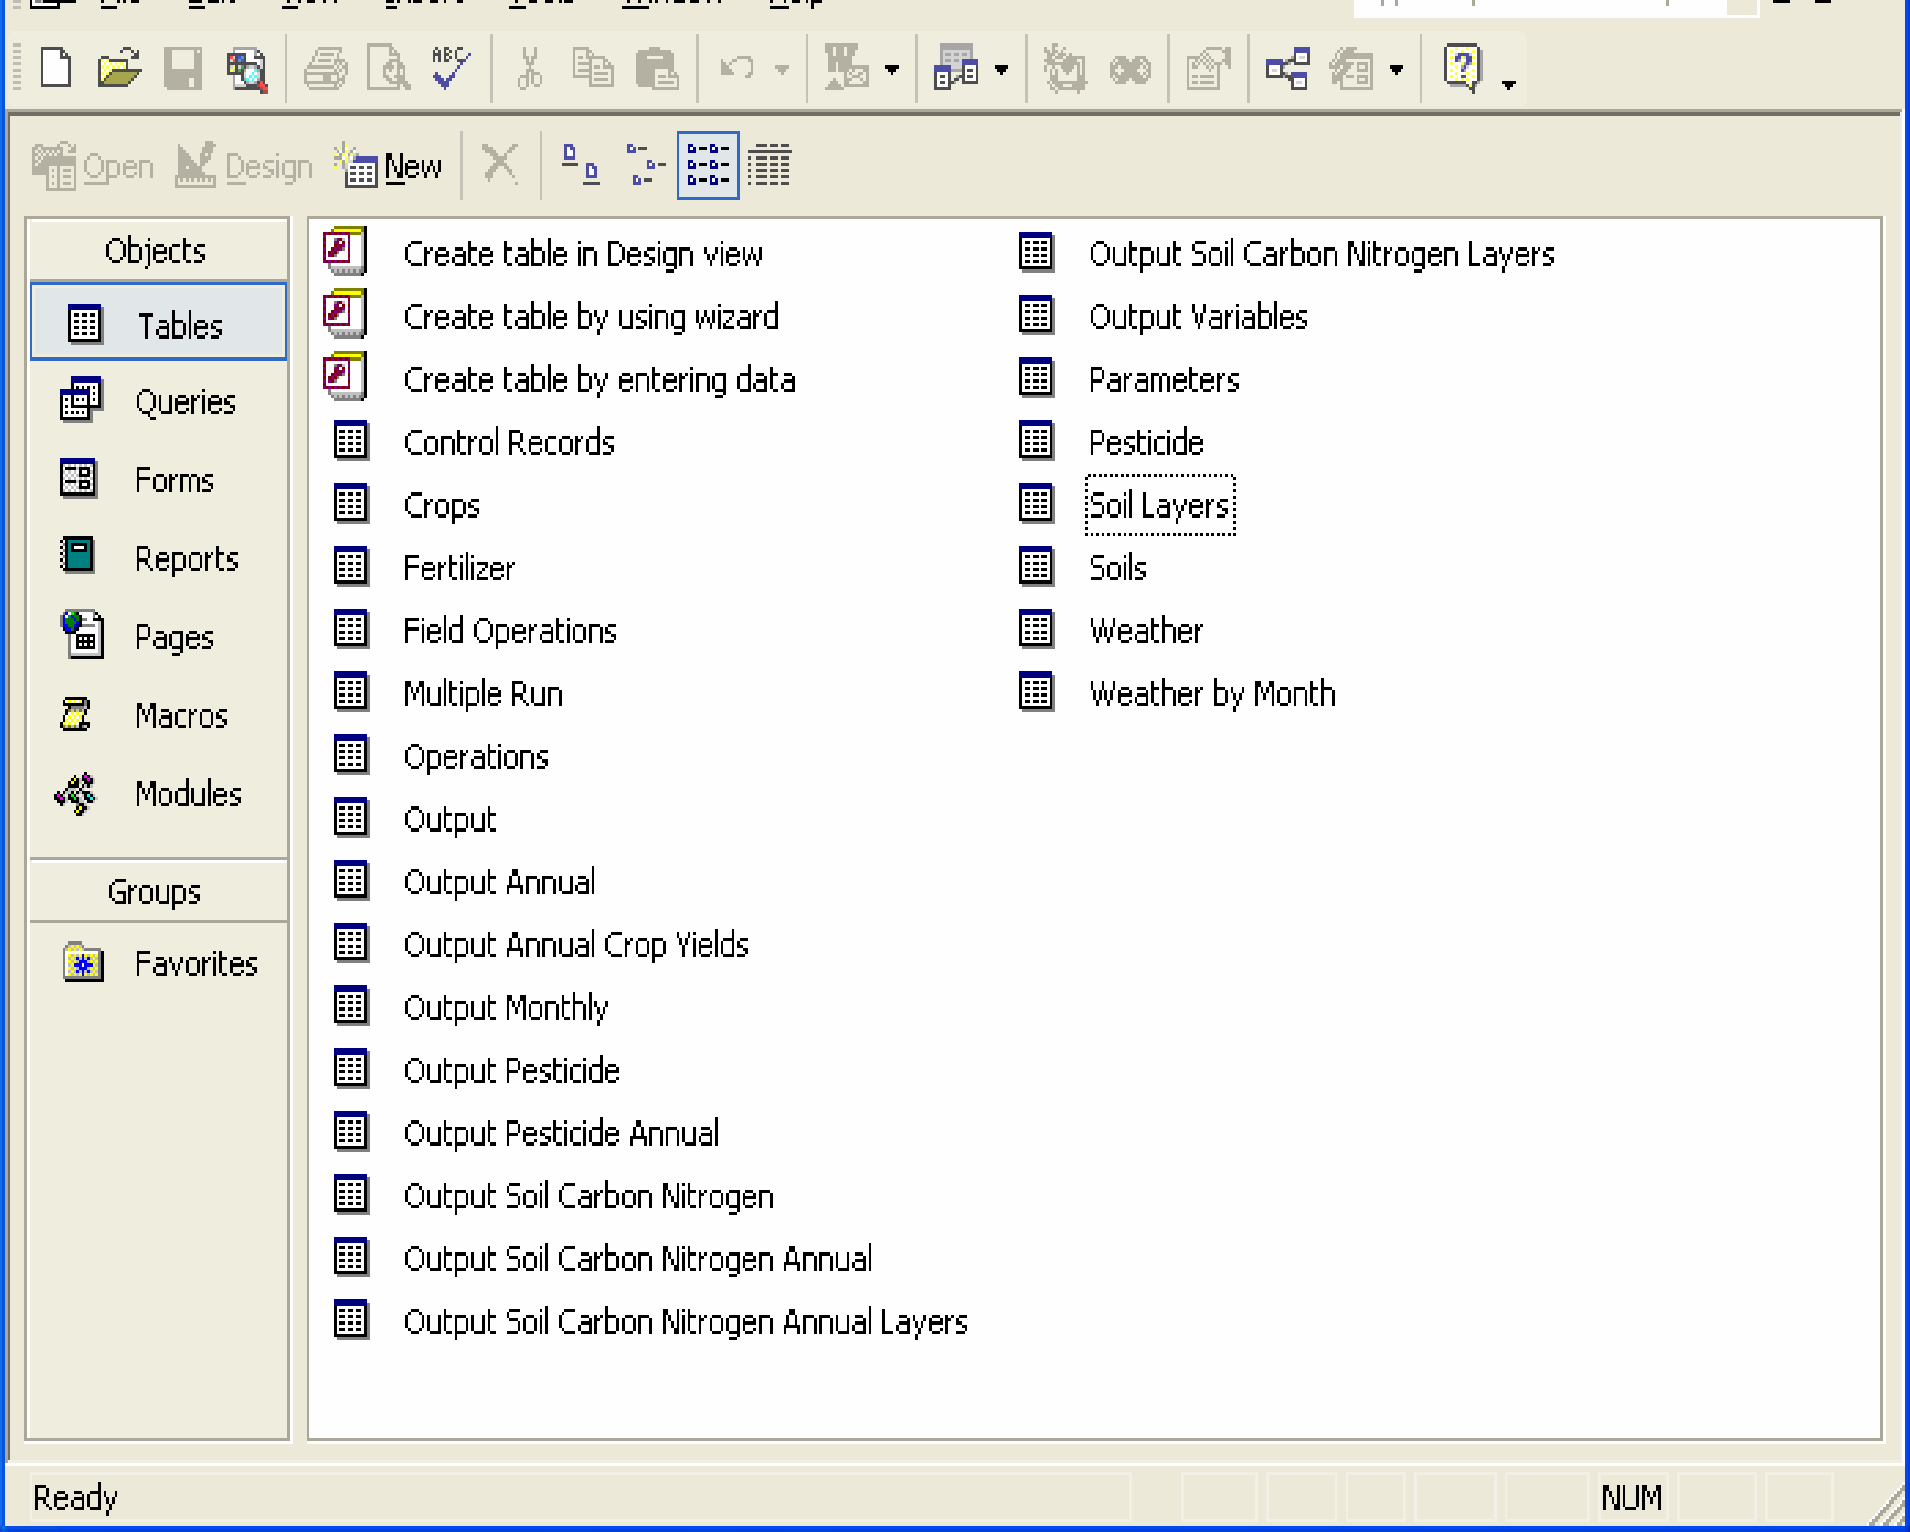 ABC
Open Design New
Objects
Tables
Queries
Forms
Reports
Pages
Macros
Modules
Groups
Favorites
Create table in Design view
Create table by using wizard
Create table by entering data
Control Records
Crops
Fertilizer
Field Operations
Multiple Run
Operations
Output
Output Annual
Output Annual Crop Yields
Output Monthly
Output Pesticide
Output Pesticide Annual
Output Soil Carbon Nitrogen
Output Soil Carbon Nitrogen Annual
Output Soil Carbon Nitrogen Annual Layers
Output Soil Carbon Nitrogen Layers
Output Variables
Parameters
Pesticide
Soil Layers
Soils
Weather
Weather by Month
Ready NUM